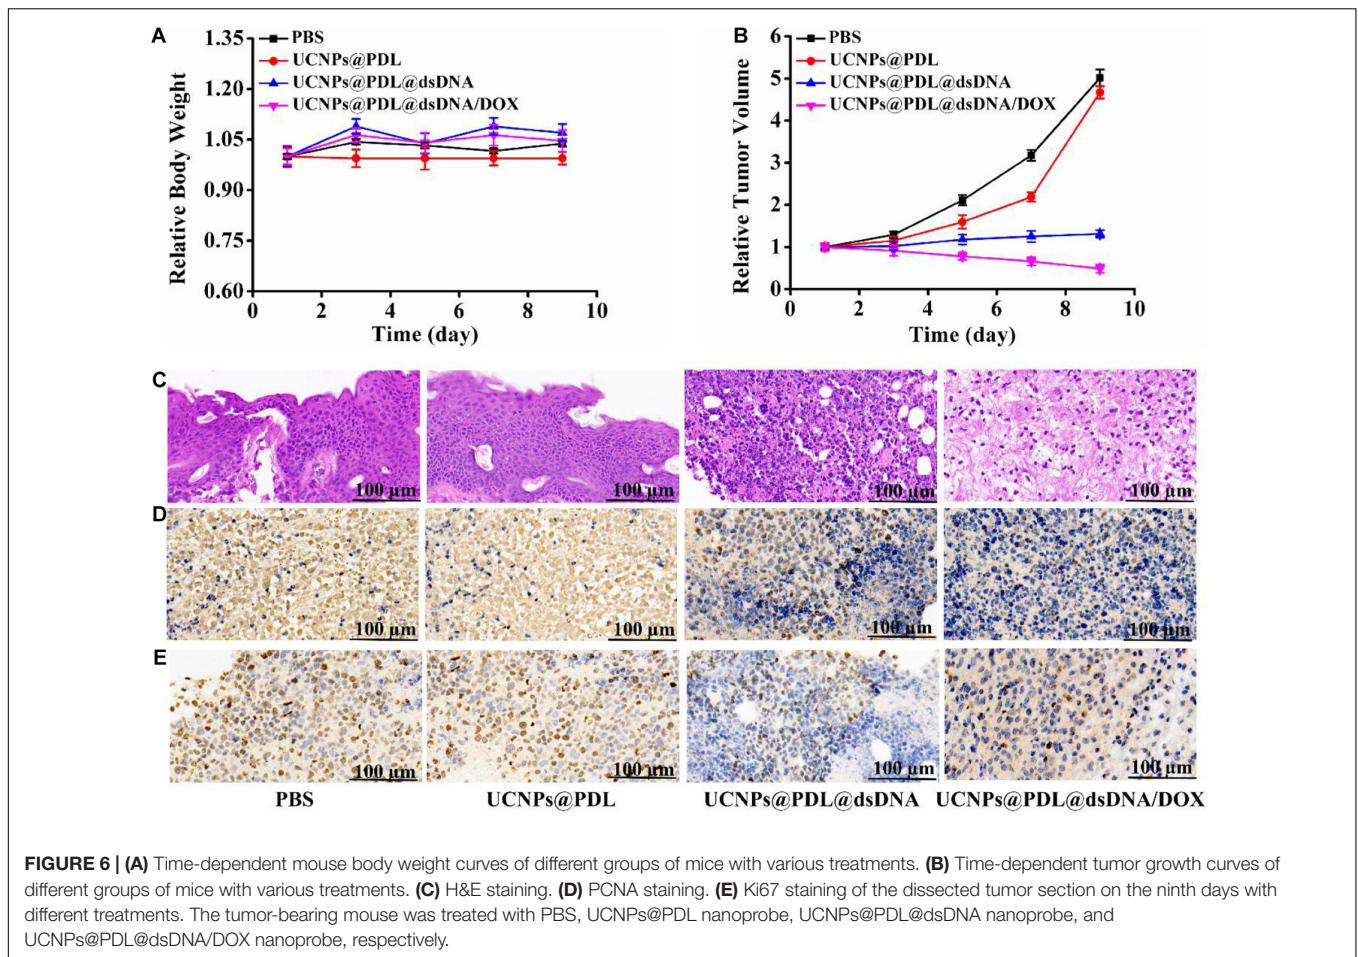 A
1.35
1.20
1.05
0.90
0.75
0.60
Relative Body Weight
PBS
UCNPs@PDL
UCNPs@PDL@dsDNA
UCNPs@PDL@dsDNA/DOX
0 2 4 6 8 10
Time (day)
B
6
5
4
3
2
1
0
Relative Tumor Volume
PBS
UCNPs@PDL
UCNPs@PDL@dsDNA
UCNPs@PDL@dsDNA/DOX
0 2 4 6 8 10
Time (day)
C
100 µm 100 µm 100 µm 100 µm
D
100 µm 100 µm 100 µm 100 µm
E
100 µm 100 µm 100 µm 100 µm
PBS UCNPs@PDL UCNPs@PDL@dsDNA UCNPs@PDL@dsDNA/DOX
FIGURE 6 | (A) Time-dependent mouse body weight curves of different groups of mice with various treatments. (B) Time-dependent tumor growth curves of
different groups of mice with various treatments. (C) H&E staining. (D) PCNA staining. (E) Ki67 staining of the dissected tumor section on the ninth days with
different treatments. The tumor-bearing mouse was treated with PBS, UCNPs@PDL nanoprobe, UCNPs@PDL@dsDNA nanoprobe, and
UCNPs@PDL@dsDNA/DOX nanoprobe, respectively.